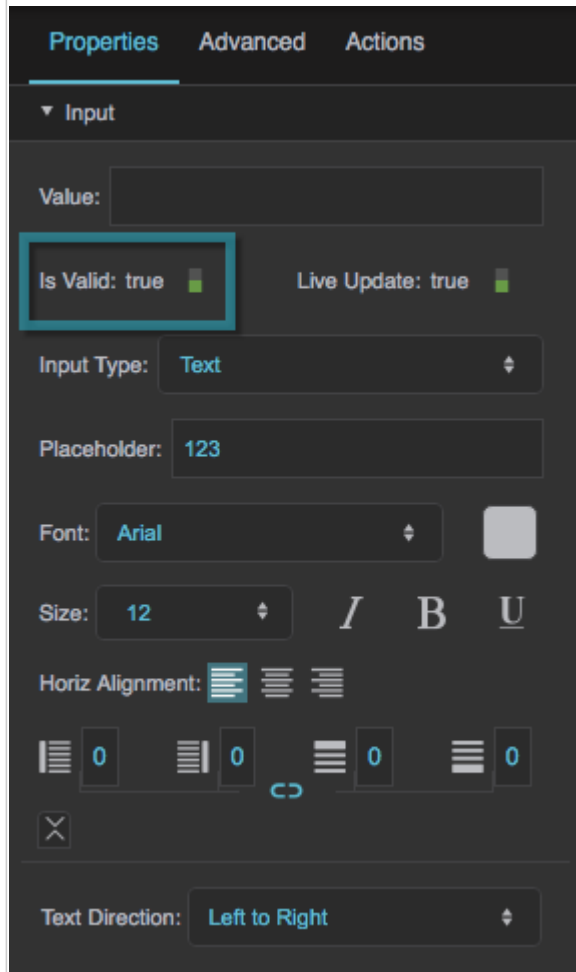 Properties Advanced Actions
Input
Value:
Is Valid: true Live Update: true
Input Type: Text
Placeholder: 123
Font: Arial
Size: 12 I B U
Horiz Alignment:
0 0 0 0
Text Direction: Left to Right